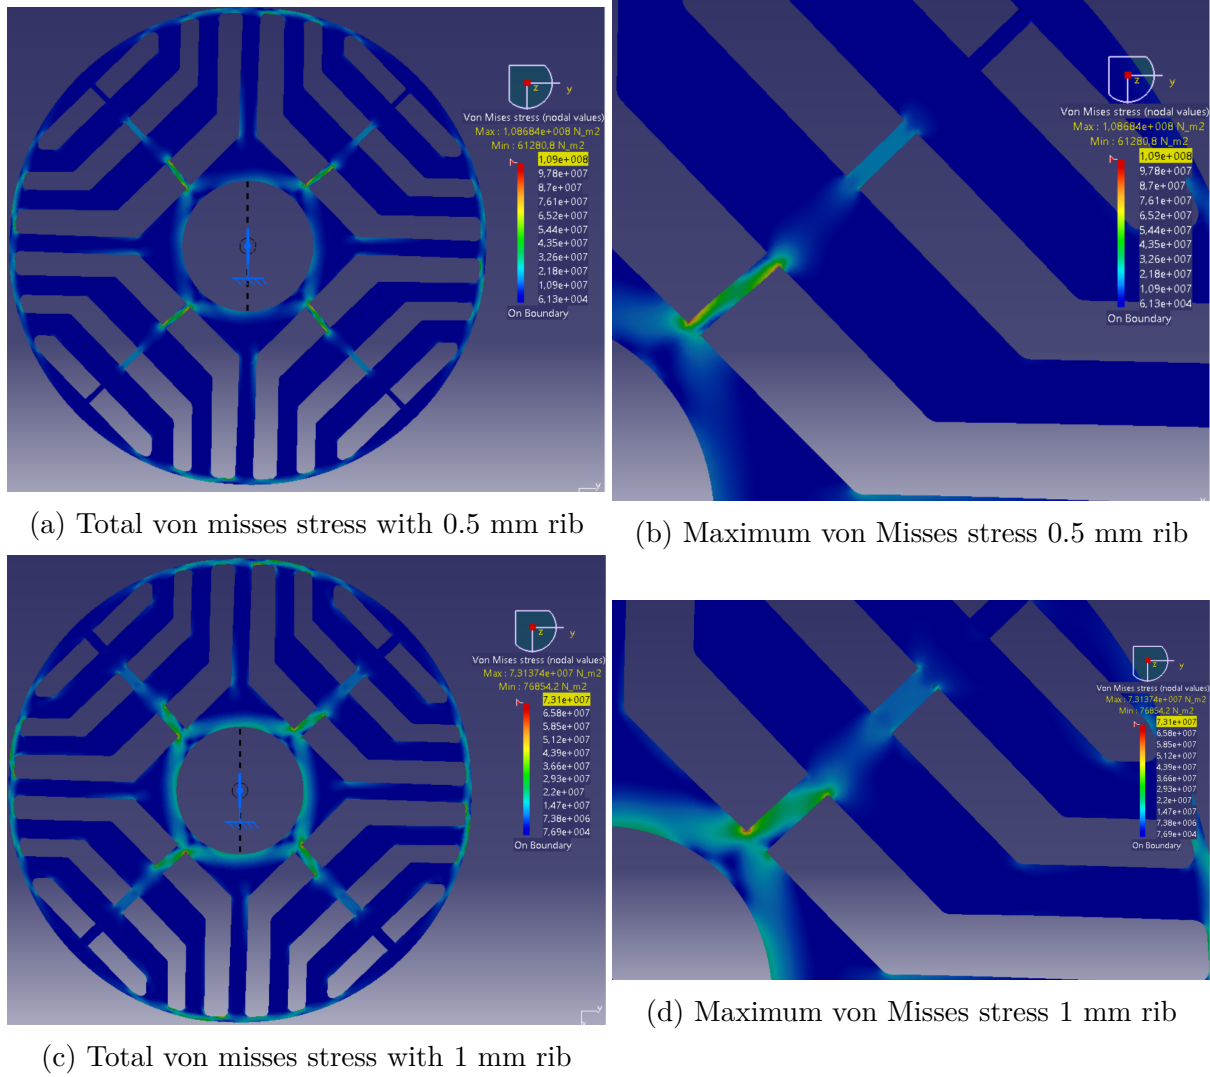 z
y
Von Mises stress (nodal values)
Max : 1,08684e+008 N_m2
Min : 61280,8 N_m2
1,09e+008
9,78e+007
8,7e+007
7,61e+007
6,52e+007
5,44e+007
4,35e+007
3,26e+007
2,18e+007
1,09e+007
6,13e+004
On Boundary
y
(a) Total von misses stress with 0.5 mm rib
z
y
Von Mises stress (nodal values)
Max : 1,08684e+008 N_m2
Min : 61280,8 N_m2
1,09e+008
9,78e+007
8,7e+007
7,61e+007
6,52e+007
5,44e+007
4,35e+007
3,26e+007
2,18e+007
1,09e+007
6,13e+004
On Boundary
(b) Maximum von Misses stress 0.5 mm rib
z
y
Von Mises stress (nodal values)
Max : 7,31374e+007 N_m2
Min : 76854,2 N_m2
7,31e+007
6,58e+007
5,85e+007
5,12e+007
4,39e+007
3,66e+007
2,93e+007
2,2e+007
1,47e+007
7,38e+006
7,69e+004
On Boundary
y
(c) Total von misses stress with 1 mm rib
z
y
Von Mises stress (nodal values)
Max : 7,31374e+007 N_m2
Min : 76854,2 N_m2
7,31e+007
6,58e+007
5,85e+007
5,12e+007
4,39e+007
3,66e+007
2,93e+007
2,2e+007
1,47e+007
7,38e+006
7,69e+004
On Boundary
(d) Maximum von Misses stress 1 mm rib